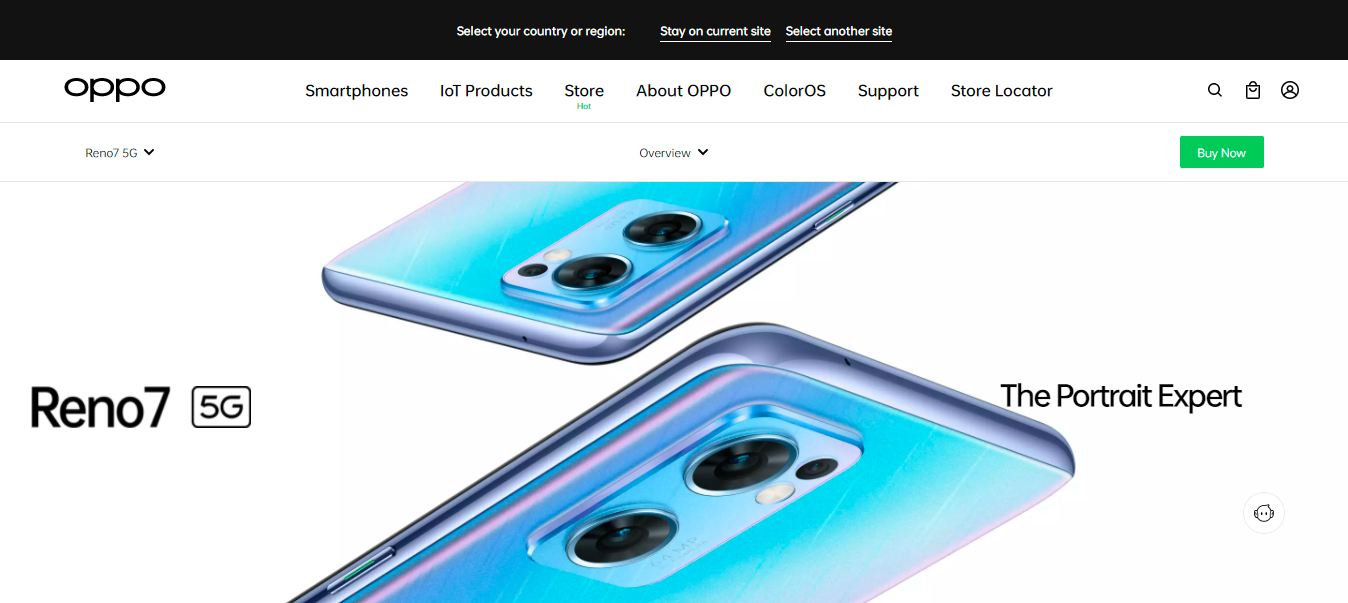 Select your country or region: Stay on current site Select another site
oppo Smartphones IoT Products Store About OPPO ColorOS Support Store Locator
Hot
Reno7 5G Overview Buy Now
Reno7 5G The Portrait Expert
64MP